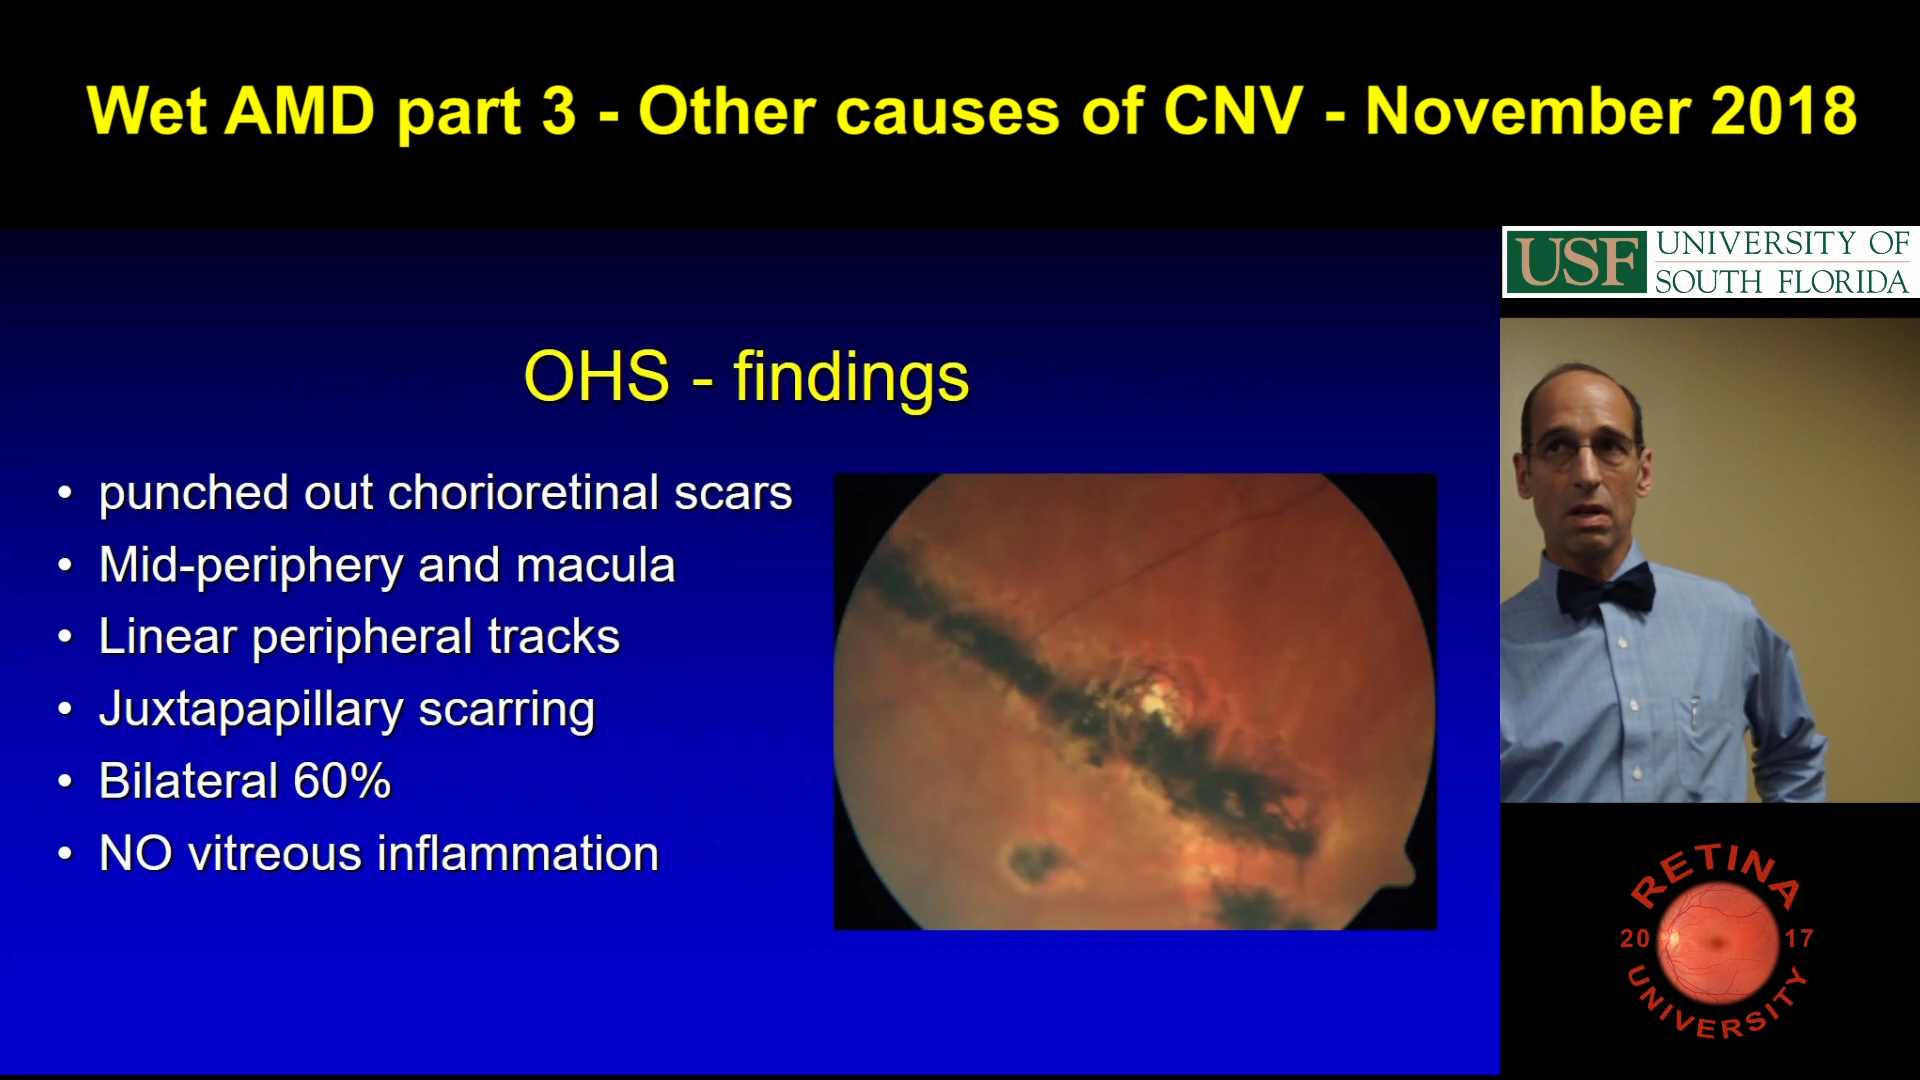 Wet AMD part 3 - Other causes of CNV - November 2018
USF UNIVERSITY OF
SOUTH FLORIDA
OHS - findings
• punched out chorioretinal scars
• Mid-periphery and macula
• Linear peripheral tracks
• Juxtapapillary scarring
• Bilateral 60%
• NO vitreous inflammation
RETINA
20 17
UNIVERSITY